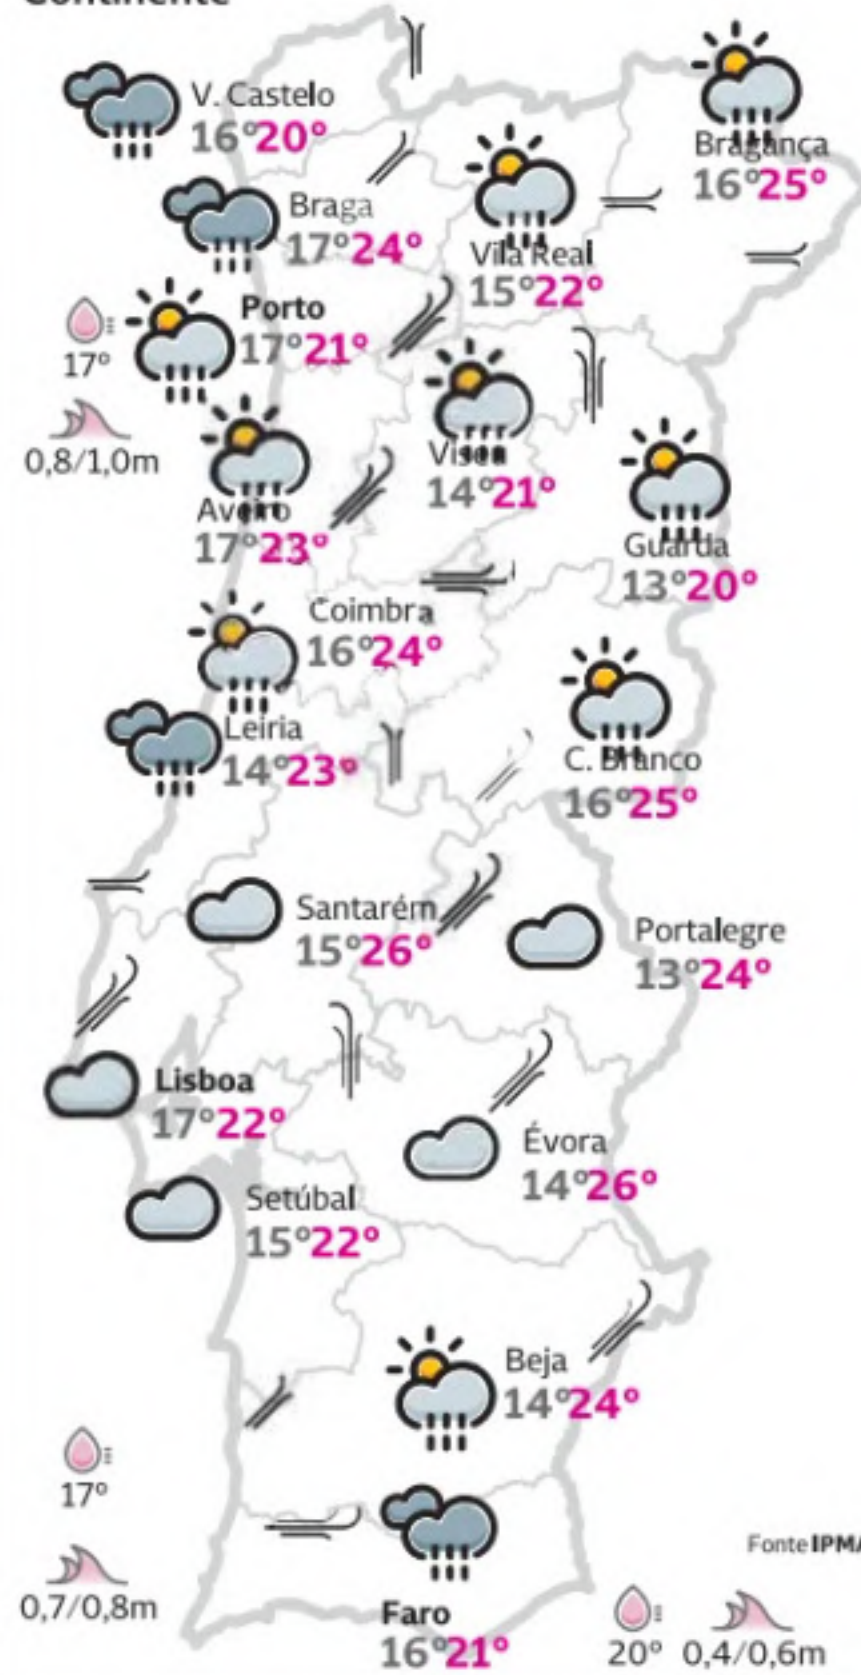 Continente
V. Castelo
16°20°
Bragança
16°25°
Braga
17°24°
Vila Real
15°22°
Porto
17°21°
17°
0,8/1,0m
Viseu
14°21°
Aveiro
17°23°
Guarda
13°20°
Coimbra
16°24°
Leiria
14°23°
C. Branco
16°25°
Santarém
15°26°
Portalegre
13°24°
Lisboa
17°22°
Évora
14°26°
Setúbal
15°22°
Beja
14°24°
17°
0,7/0,8m
Fonte IPMA
Faro
16°21°
20° 0,4/0,6m